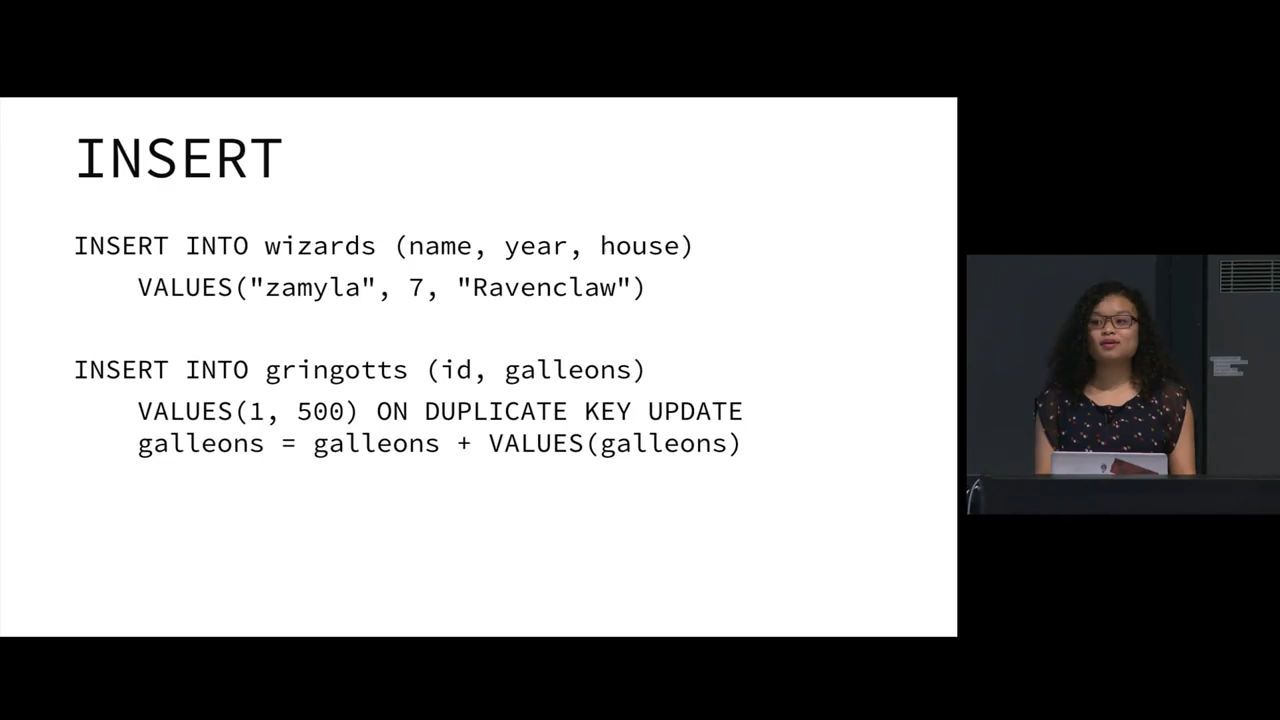 INSERT
INSERT INTO wizards (name, year, house)
VALUES("zamyla", 7, "Ravenclaw")
INSERT INTO gringotts (id, galleons)
VALUES(1, 500) ON DUPLICATE KEY UPDATE
galleons = galleons + VALUES(galleons)